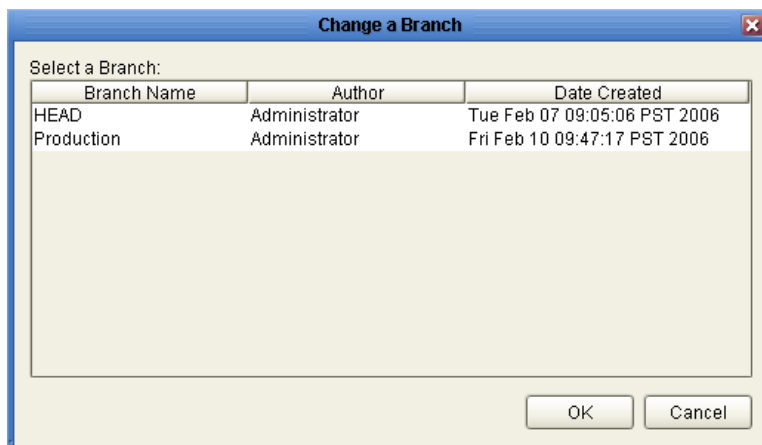 Change a Branch
Select a Branch:
Branch Name Author Date Created
HEAD Administrator Tue Feb 07 09:05:06 PST 2006
Production Administrator Fri Feb 10 09:47:17 PST 2006
OK Cancel